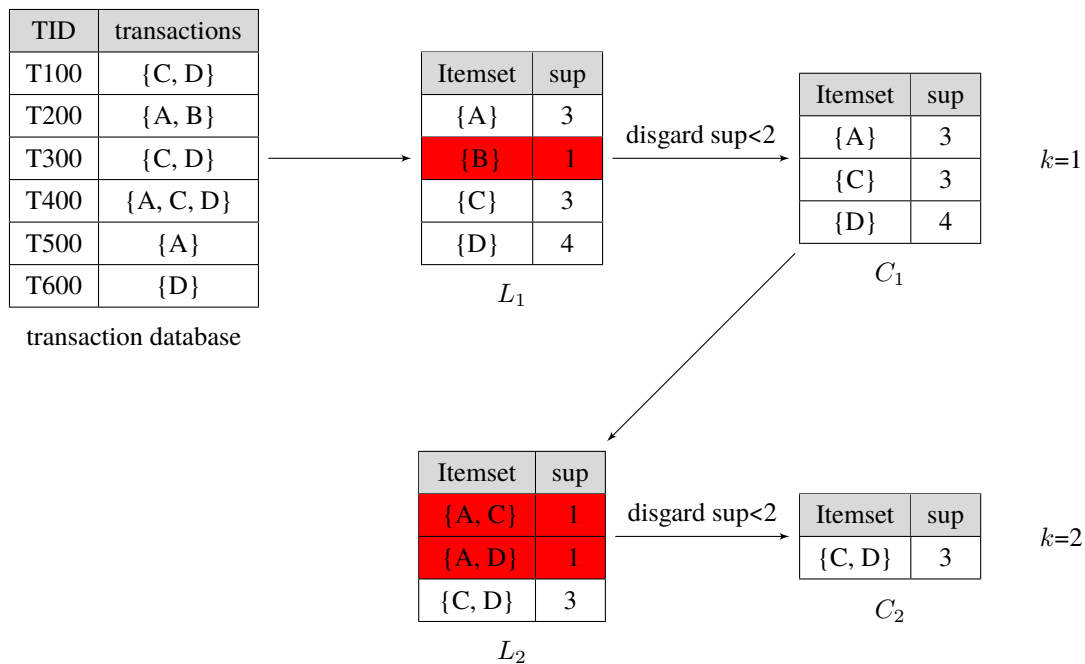 TID transactions
T100 {C, D}
T200 {A, B}
T300 {C, D}
T400 {A, C, D}
T500 {A}
T600 {D}
transaction database
Itemset sup
{A} 3
{B} 1
{C} 3
{D} 4
L1
disgard sup<2
Itemset sup
{A} 3
{C} 3
{D} 4
C1
k=1
Itemset sup
{A, C} 1
{A, D} 1
{C, D} 3
L2
disgard sup<2
Itemset sup
{C, D} 3
C2
k=2